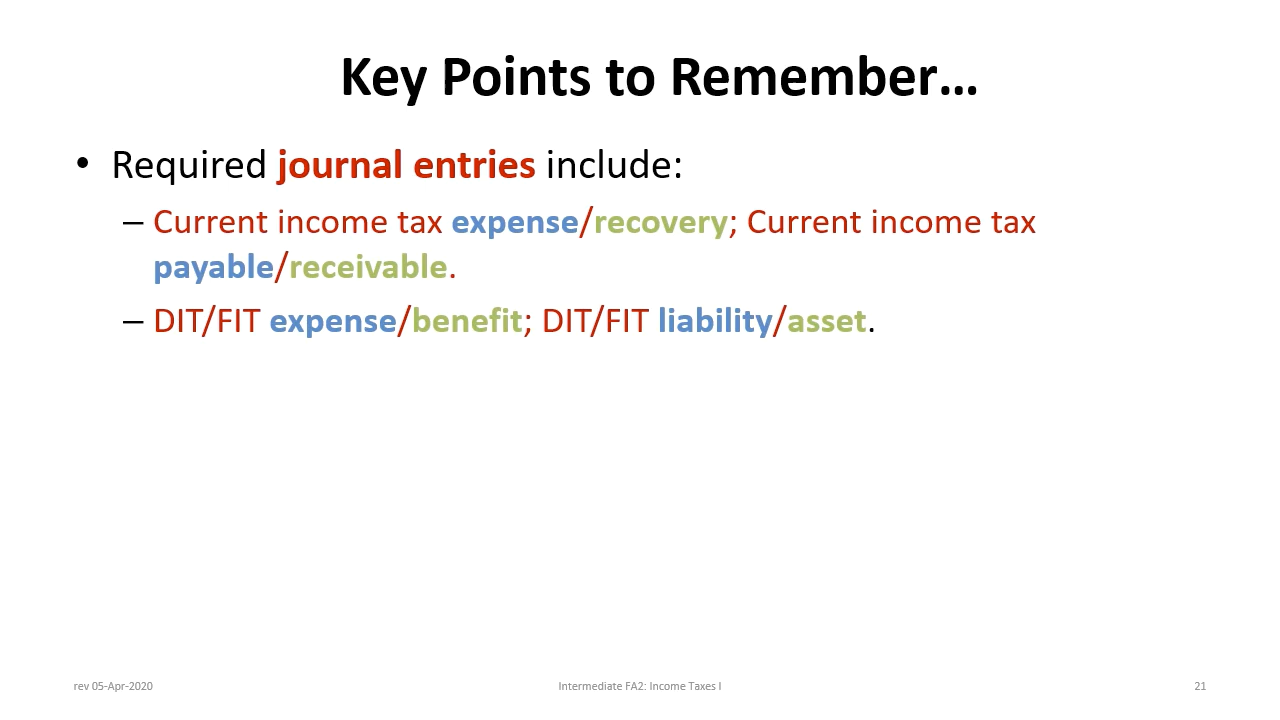 Key Points to Remember…
• Required journal entries include:
– Current income tax expense/recovery; Current income tax
payable/receivable.
– DIT/FIT expense/benefit; DIT/FIT liability/asset.
rev 05-Apr-2020
Intermediate FA2: Income Taxes I
21